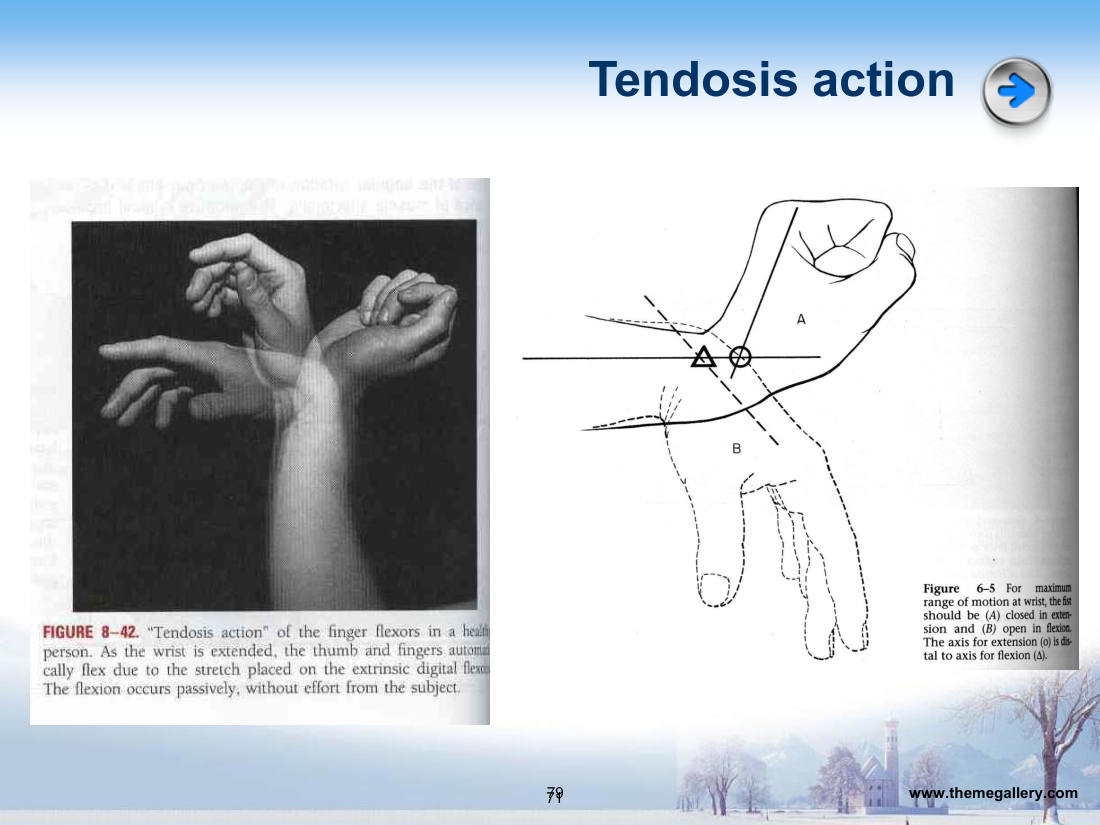 Tendosis action
FIGURE 8–42. "Tendosis action" of the finger flexors in a health
person. As the wrist is extended, the thumb and fingers automati
cally flex due to the stretch placed on the extrinsic digital flexors
The flexion occurs passively, without effort from the subject.
A
B
Figure 6–5 For maximum
range of motion at wrist, the fist
should be (A) closed in exten-
sion and (B) open in flexion.
The axis for extension (o) is dis-
tal to axis for flexion (Δ).
79
71
www.themegallery.com